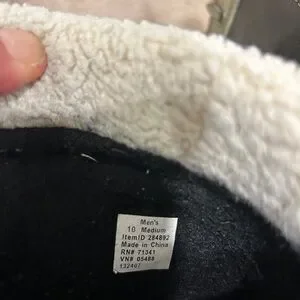 Men's
10 Medium
ItemID 284892
Made in China
RN# 71341
VN# 05488
132407